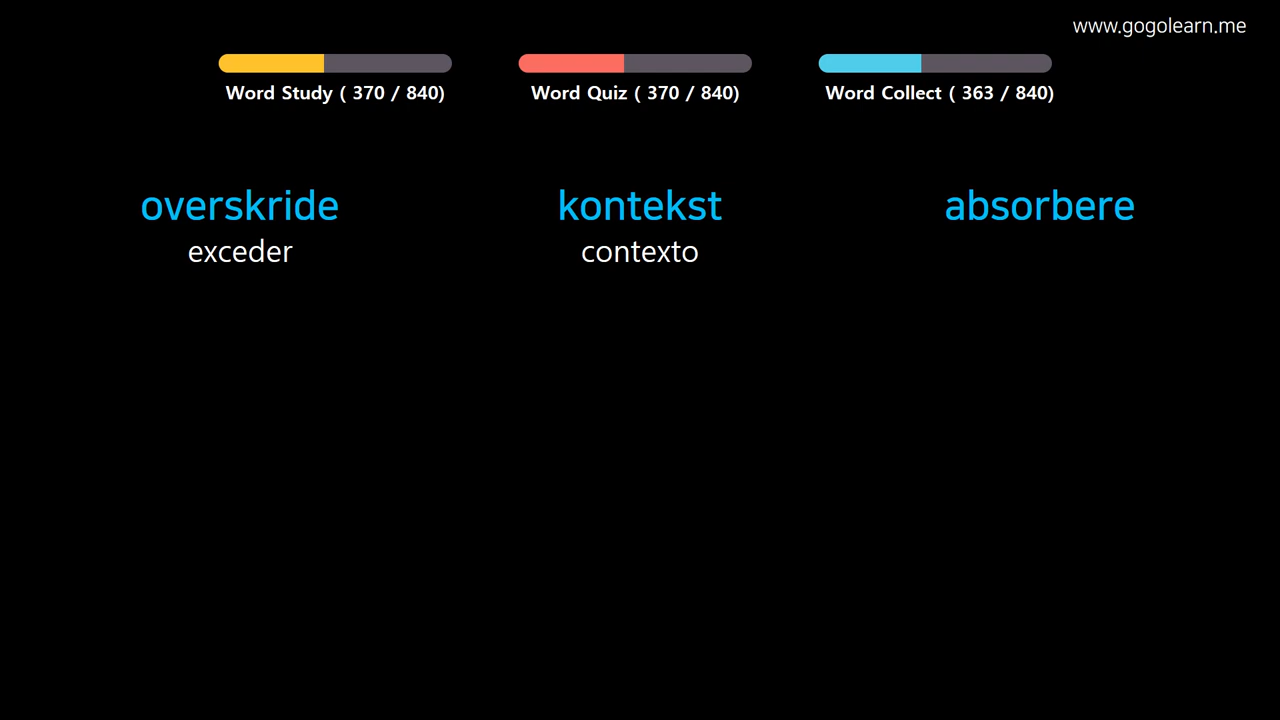 www.gogolearn.me
Word Study ( 370 / 840)
Word Quiz ( 370 / 840)
Word Collect ( 363 / 840)
overskride
exceder
kontekst
contexto
absorbere